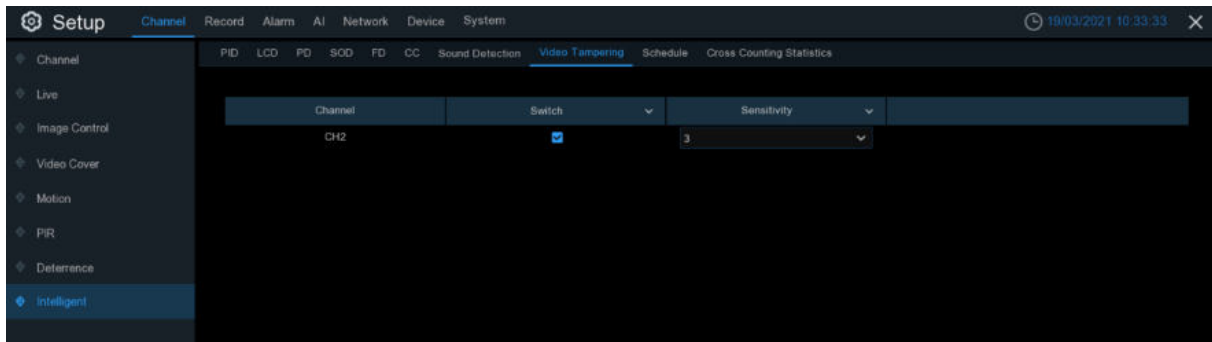 Setup Channel Record Alarm AI Network Device System 19/03/2021 10:33:33
PID LCD PD SOD FD CC Sound Detection Video Tampering Schedule Cross Counting Statistics
Channel
Live
Image Control
Video Cover
Motion
PIR
Deterrence
Intelligent
Channel Switch Sensitivity
CH2 3